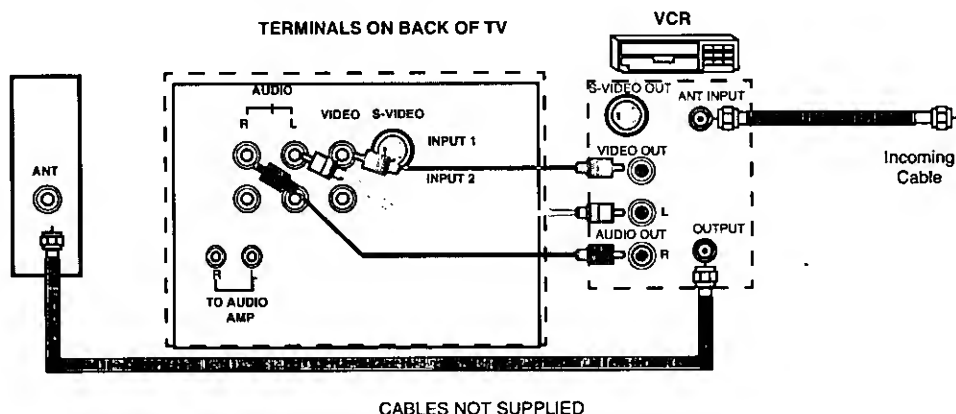 TERMINALS ON BACK OF TV
VCR
AUDIO
R
L
VIDEO
S-VIDEO
INPUT 1
INPUT 2
ANT
R
L
TO AUDIO
AMP
S-VIDEO OUT
ANT INPUT
VIDEO OUT
L
AUDIO OUT
R
OUTPUT
Incoming
Cable
CABLES NOT SUPPLIED